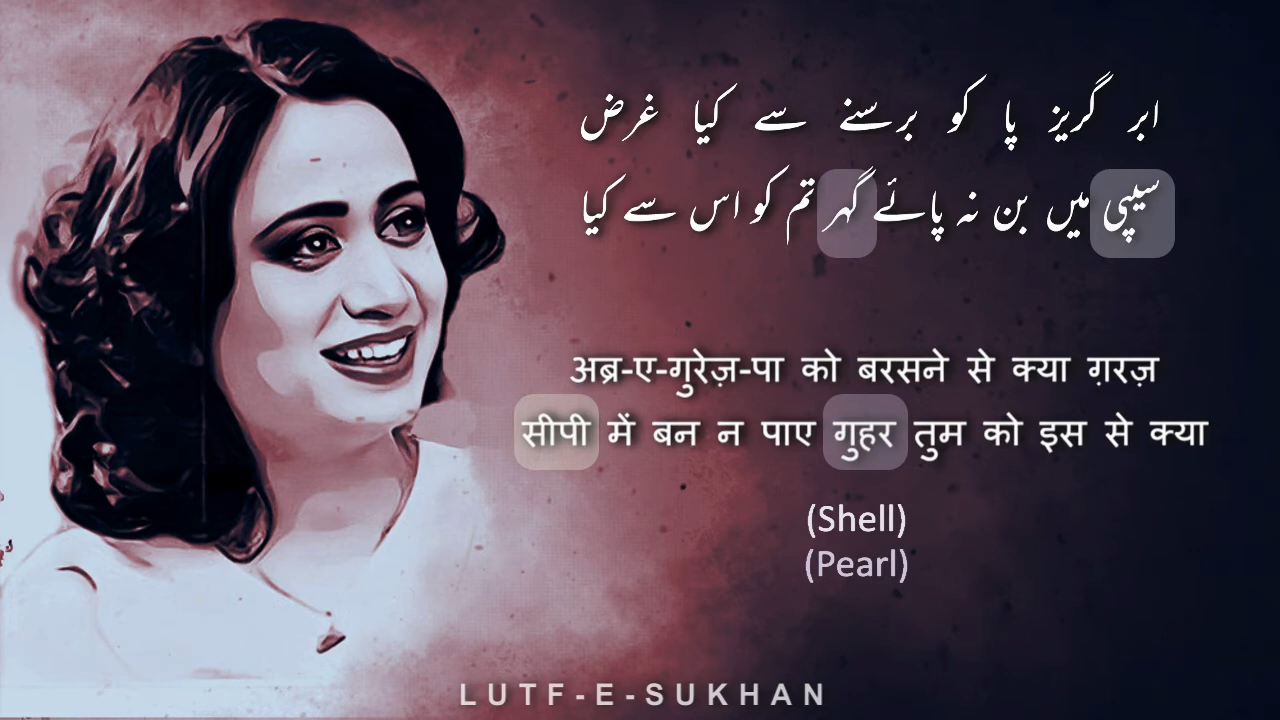 ابر گریز پا کو برسنے سے کیا غرض
سیپی میں بن نہ پائے گہر تم کو اس سے کیا
अब्र-ए-गुरेज़-पा को बरसने से क्या ग़रज़
सीपी में बन न पाए गुहर तुम को इस से क्या
(Shell)
(Pearl)
LUTF-E-SUKHAN